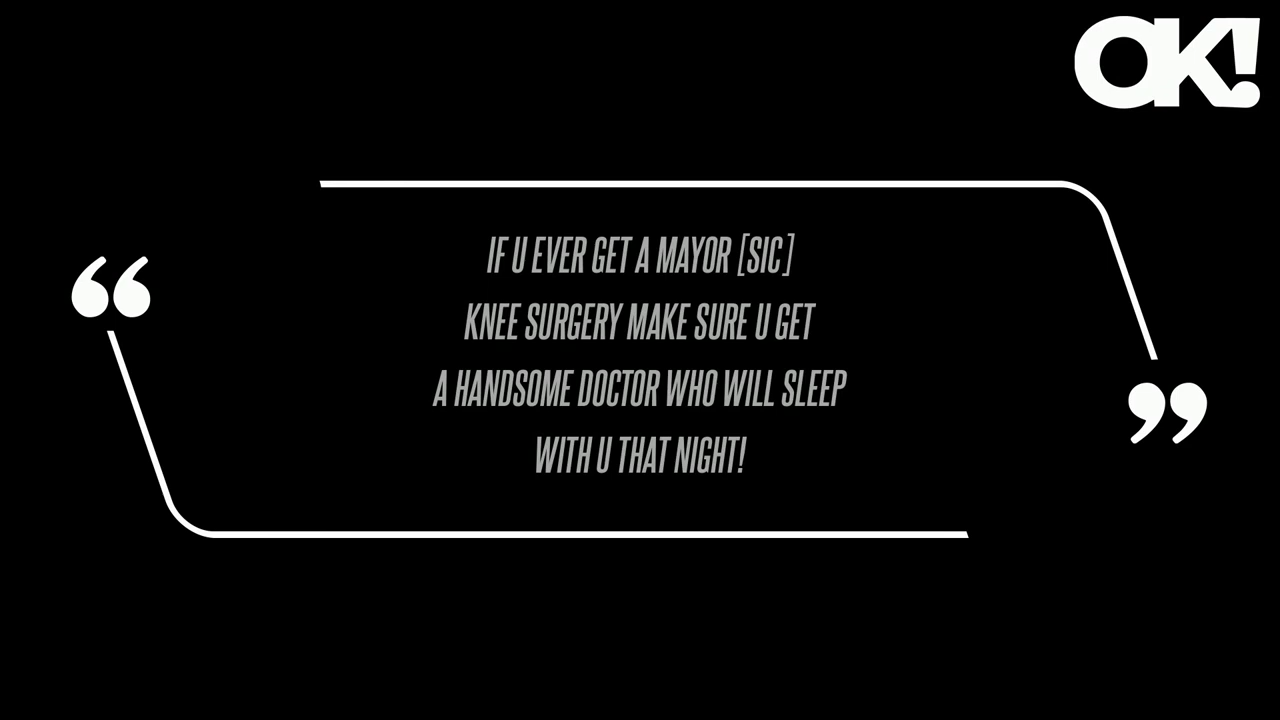 OK!
“
IF U EVER GET A MAYOR [SIC]
KNEE SURGERY MAKE SURE U GET
A HANDSOME DOCTOR WHO WILL SLEEP
WITH U THAT NIGHT!
”